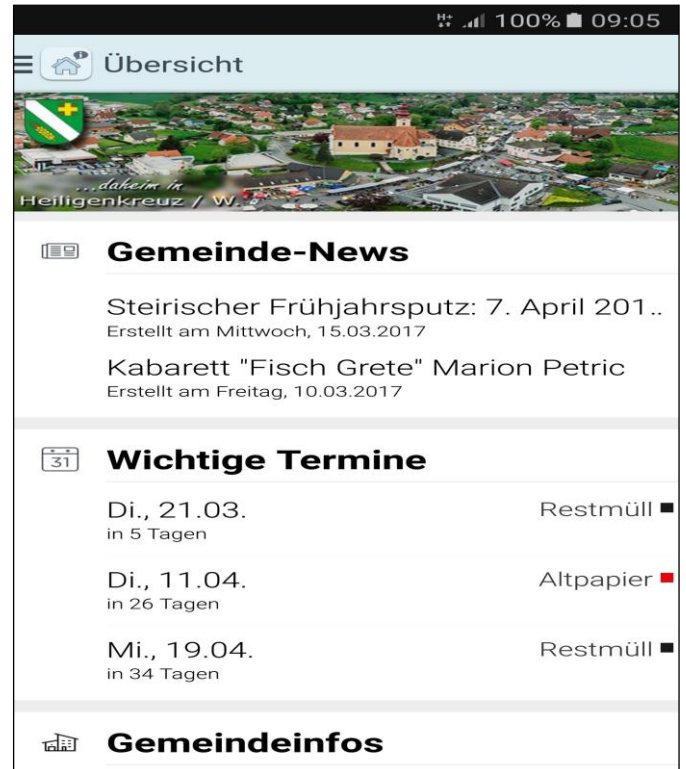 H+ 100% 09:05
Übersicht
...daheim in
Heiligenkreuz / W...
Gemeinde-News
Steirischer Frühjahrsputz: 7. April 201..
Erstellt am Mittwoch, 15.03.2017
Kabarett "Fisch Grete" Marion Petric
Erstellt am Freitag, 10.03.2017
31 Wichtige Termine
Di., 21.03. Restmüll
in 5 Tagen
Di., 11.04. Altpapier
in 26 Tagen
Mi., 19.04. Restmüll
in 34 Tagen
Gemeindeinfos